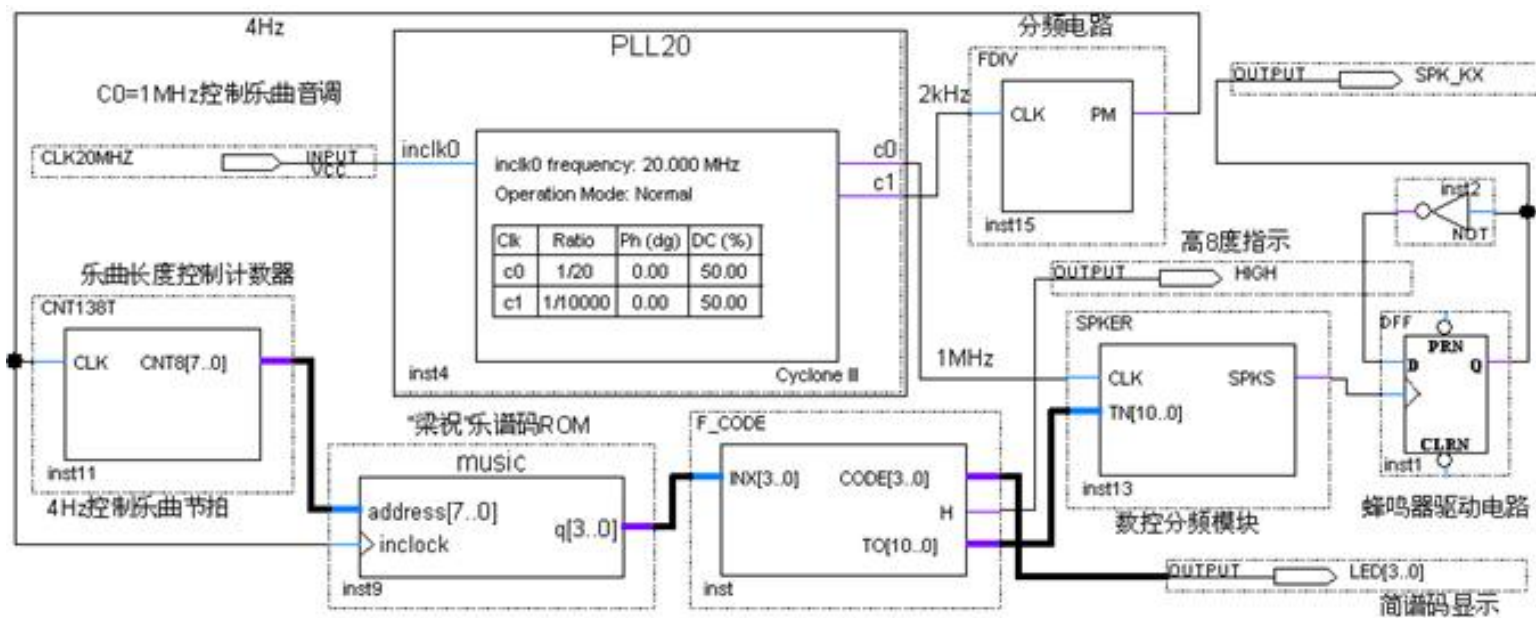 4Hz
分频电路
PLL20
FDIV
OUTPUT
SPK_KX
C0=1MHz控制乐曲音调
2kHz
CLK
PM
CLK20MHZ
INPUT
VCC
inclk0
inclk0 frequency: 20.000 MHz
Operation Mode: Normal
c0
c1
inst2
NOT
inst15
Clk Ratio Ph (dg) DC (%)
c0 1/20 0.00 50.00
c1 1/10000 0.00 50.00
高8度指示
OUTPUT
HIGH
乐曲长度控制计数器
CNT138T
CLK
CNT8[7..0]
inst4
Cyclone III
1MHz
SPKER
CLK
SPKS
TN[10..0]
inst13
DFF
PRN
D
Q
CLRN
inst1
inst11
4Hz控制乐曲节拍
"梁祝"乐谱码ROM
music
address[7..0]
inclock
q[3..0]
inst9
F_CODE
INX[3..0]
CODE[3..0]
H
TO[10..0]
inst
数控分频模块
蜂鸣器驱动电路
OUTPUT
LED[3..0]
简谱码显示